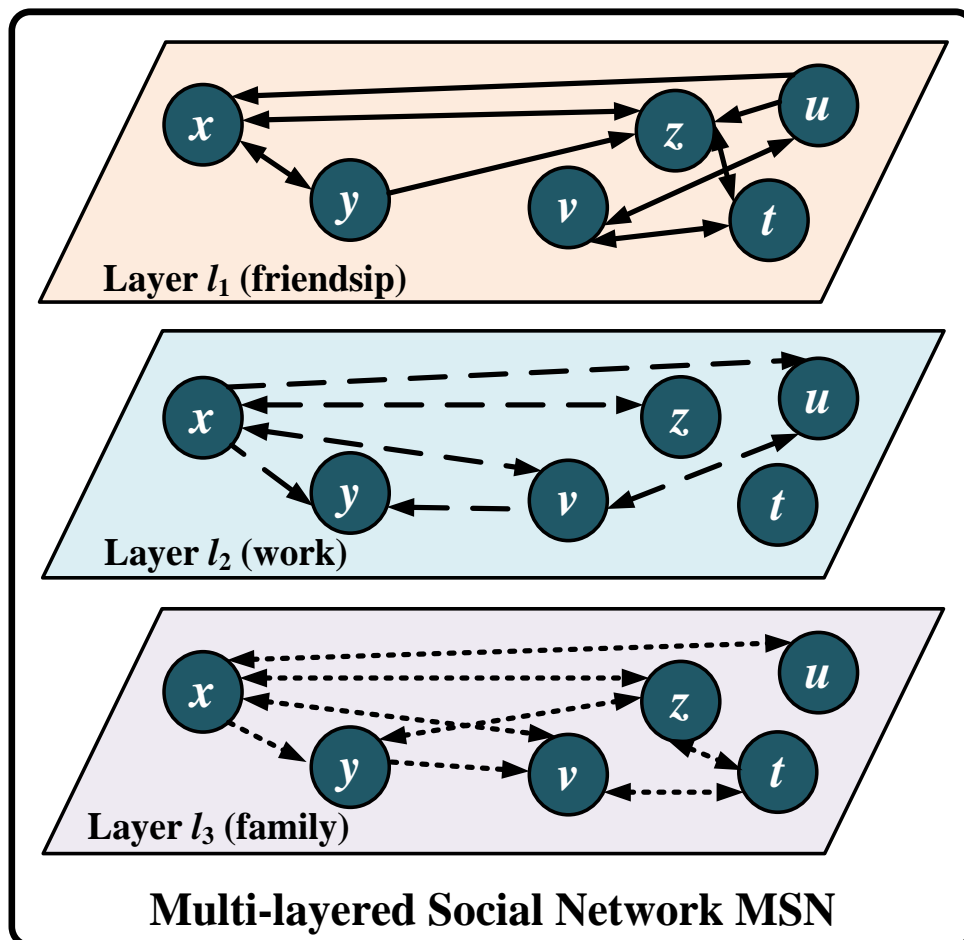 x
y
z
u
v
t
Layer l1 (friendsip)
x
y
z
u
v
t
Layer l2 (work)
x
y
z
u
v
t
Layer l3 (family)
Multi-layered Social Network MSN